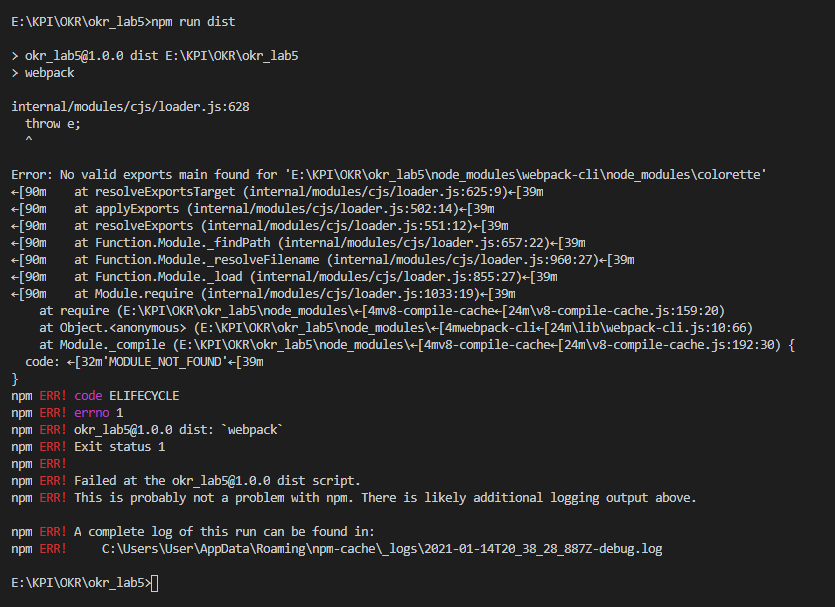 E:\KPI\OKR\okr_lab5>npm run dist
> okr_lab5@1.0.0 dist E:\KPI\OKR\okr_lab5
> webpack
internal/modules/cjs/loader.js:628
  throw e;
  ^
Error: No valid exports main found for 'E:\KPI\OKR\okr_lab5\node_modules\webpack-cli\node_modules\colorette'
←[90m    at resolveExportsTarget (internal/modules/cjs/loader.js:625:9)←[39m
←[90m    at applyExports (internal/modules/cjs/loader.js:502:14)←[39m
←[90m    at resolveExports (internal/modules/cjs/loader.js:551:12)←[39m
←[90m    at Function.Module._findPath (internal/modules/cjs/loader.js:657:22)←[39m
←[90m    at Function.Module._resolveFilename (internal/modules/cjs/loader.js:960:27)←[39m
←[90m    at Function.Module._load (internal/modules/cjs/loader.js:855:27)←[39m
←[90m    at Module.require (internal/modules/cjs/loader.js:1033:19)←[39m
    at require (E:\KPI\OKR\okr_lab5\node_modules\←[4mv8-compile-cache←[24m\v8-compile-cache.js:159:20)
    at Object.<anonymous> (E:\KPI\OKR\okr_lab5\node_modules\←[4mwebpack-cli←[24m\lib\webpack-cli.js:10:66)
    at Module._compile (E:\KPI\OKR\okr_lab5\node_modules\←[4mv8-compile-cache←[24m\v8-compile-cache.js:192:30) {
  code: ←[32m'MODULE_NOT_FOUND'←[39m
}
npm ERR! code ELIFECYCLE
npm ERR! errno 1
npm ERR! okr_lab5@1.0.0 dist: `webpack`
npm ERR! Exit status 1
npm ERR!
npm ERR! Failed at the okr_lab5@1.0.0 dist script.
npm ERR! This is probably not a problem with npm. There is likely additional logging output above.
npm ERR! A complete log of this run can be found in:
npm ERR!     C:\Users\User\AppData\Roaming\npm-cache\_logs\2021-01-14T20_38_28_887Z-debug.log
E:\KPI\OKR\okr_lab5>